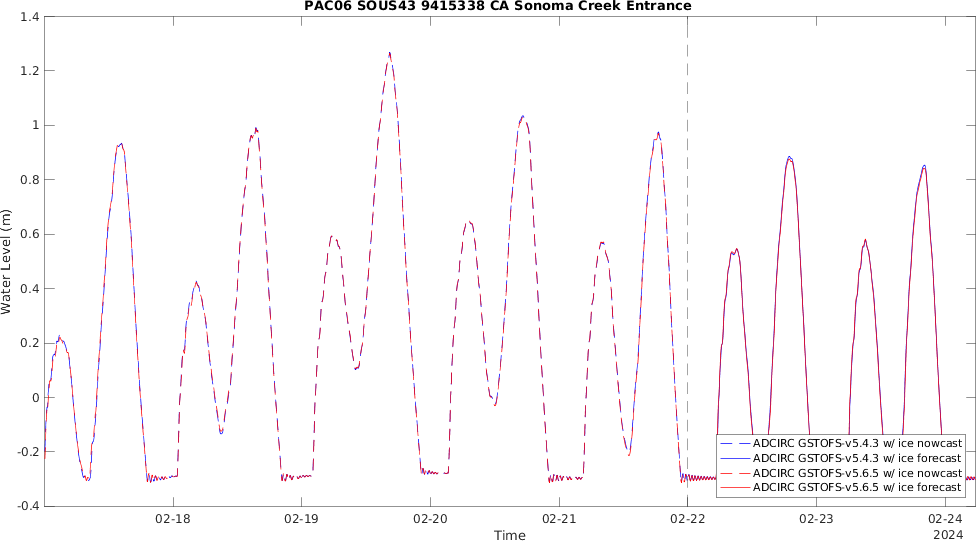 PAC06 SOUS43 9415338 CA Sonoma Creek Entrance
1.4
1.2
1
0.8
0.6
0.4
0.2
0
-0.2
-0.4
Water Level (m)
02-18
02-19
02-20
02-21
02-22
02-23
02-24
Time
2024
ADCIRC GSTOFS-v5.4.3 w/ ice nowcast
ADCIRC GSTOFS-v5.4.3 w/ ice forecast
ADCIRC GSTOFS-v5.6.5 w/ ice nowcast
ADCIRC GSTOFS-v5.6.5 w/ ice forecast